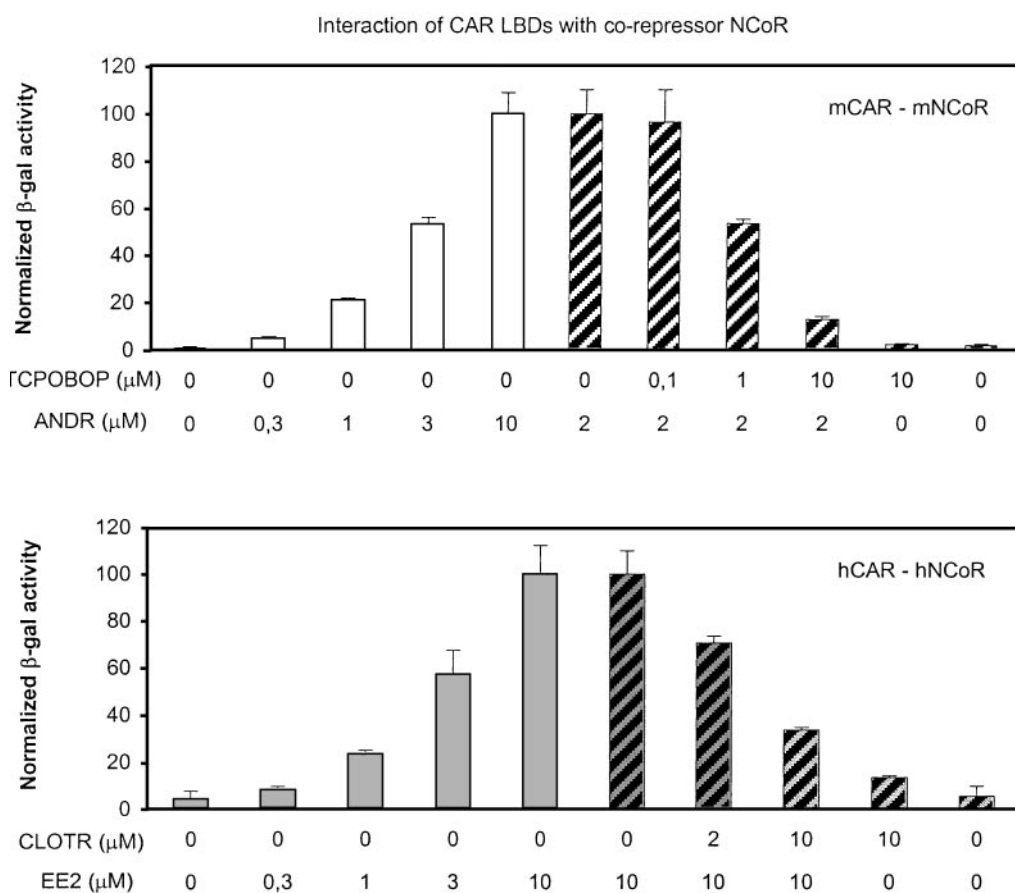 Interaction of CAR LBDs with co-repressor NCoR
120
100
80
60
40
20
0
Normalized β-gal activity
mCAR - mNCoR
TCPOBOP (μM) 0 0 0 0 0 0 0,1 1 10 10 0
ANDR (μM) 0 0,3 1 3 10 2 2 2 2 0 0
120
100
80
60
40
20
0
Normalized β-gal activity
hCAR - hNCoR
CLOTR (μM) 0 0 0 0 0 0 2 10 10 0
EE2 (μM) 0 0,3 1 3 10 10 10 10 0 0